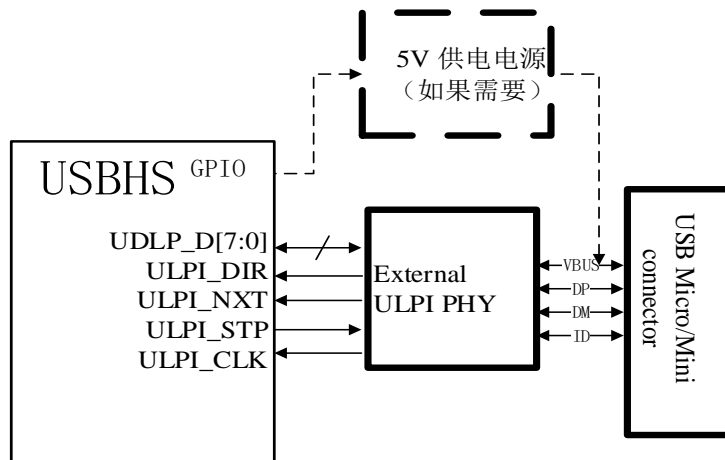 5V 供电电源
（如果需要）
USBHS GPIO
UDLP_D[7:0]
ULPI_DIR
ULPI_NXT
ULPI_STP
ULPI_CLK
External
ULPI PHY
VBUS
DP
DM
ID
USB Micro/Mini
connector